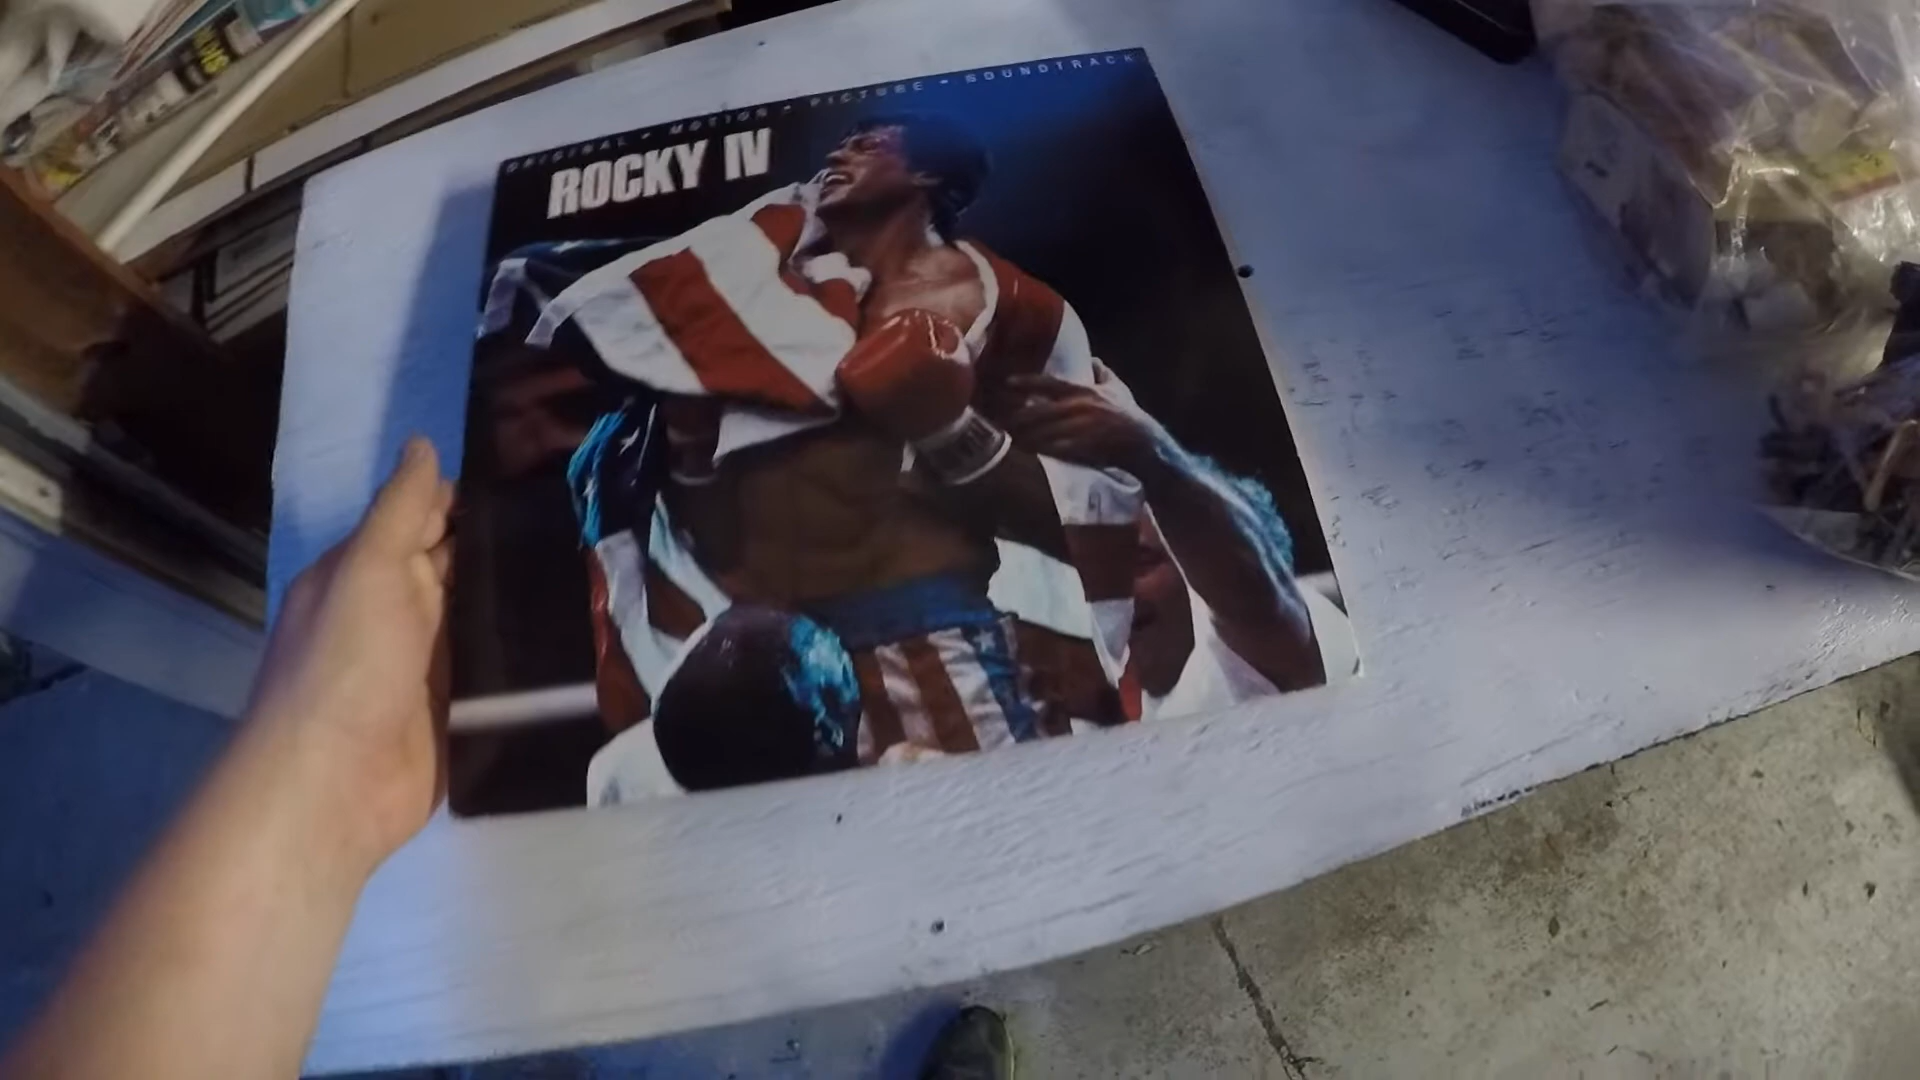 ORIGINAL • MOTION • PICTURE • SOUNDTRACK
ROCKY IV